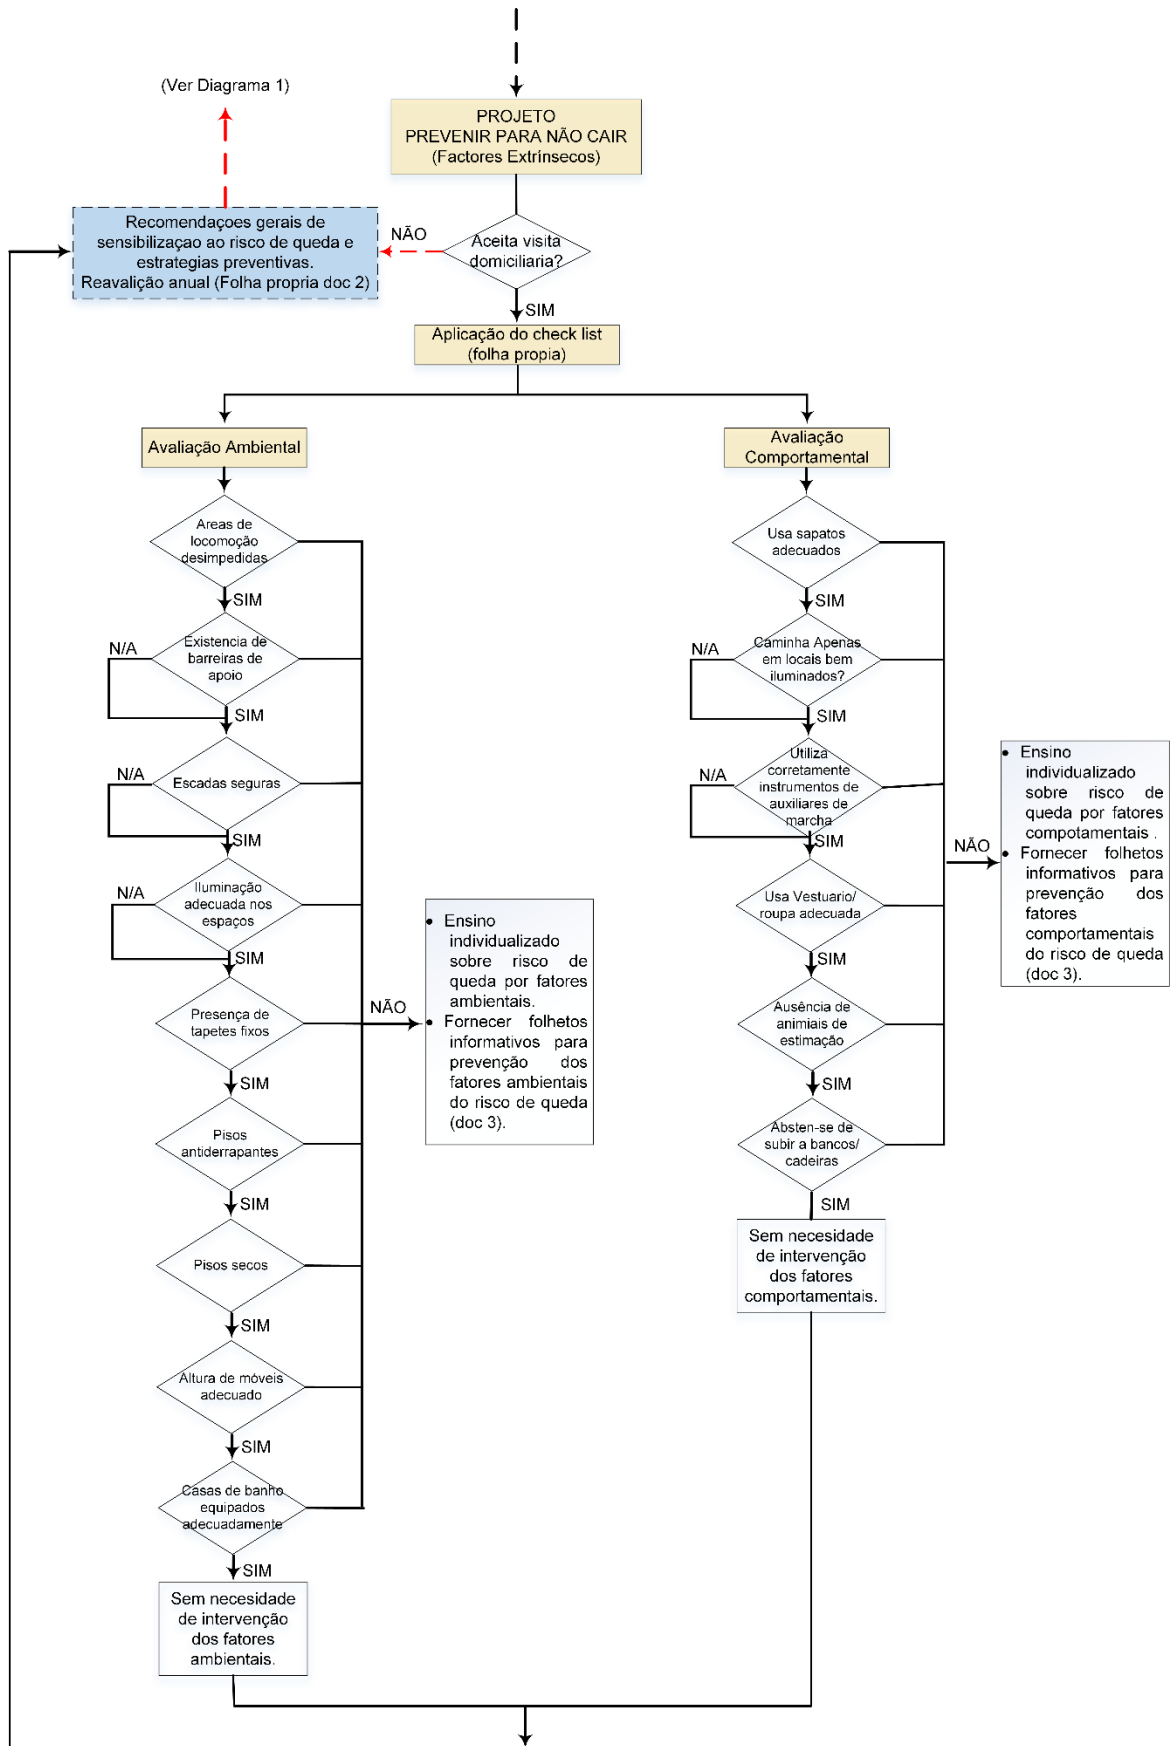 (Ver Diagrama 1)
PROJETO
PREVENIR PARA NÃO CAIR
(Factores Extrínsecos)
Recomendaçoes gerais de
sensibilizaçao ao risco de queda e
estrategias preventivas.
Reavalição anual (Folha propria doc 2)
NÃO
Aceita visita
domiciliaria?
SIM
Aplicação do check list
(folha propia)
Avaliação Ambiental
Areas de
locomoção
desimpedidas
SIM
N/A
Existencia de
barreiras de
apoio
SIM
N/A
Escadas seguras
SIM
N/A
Iluminação
adecuada nos
espaços
SIM
Presença de
tapetes fixos
SIM
Pisos
antiderrapantes
SIM
Pisos secos
SIM
Altura de móveis
adecuado
SIM
Casas de banho
equipados
adecuadamente
SIM
Sem necesidade
de intervenção
dos fatores
ambientais.
NÃO
• Ensino
individualizado
sobre risco de
queda por fatores
ambientais.
• Fornecer folhetos
informativos para
prevenção dos
fatores ambientais
do risco de queda
(doc 3).
Avaliação
Comportamental
Usa sapatos
adecuados
SIM
N/A
Caminha Apenas
em locais bem
iluminados?
SIM
N/A
Utiliza
corretamente
instrumentos de
auxiliares de
marcha
SIM
Usa Vestuario/
roupa adecuada
SIM
Ausência de
animiais de
estimação
SIM
Absten-se de
subir a bancos/
cadeiras
SIM
Sem necesidade
de intervenção
dos fatores
comportamentais.
NÃO
• Ensino
individualizado
sobre risco de
queda por fatores
compotamentais .
• Fornecer folhetos
informativos para
prevenção dos
fatores
comportamentais
do risco de queda
(doc 3).